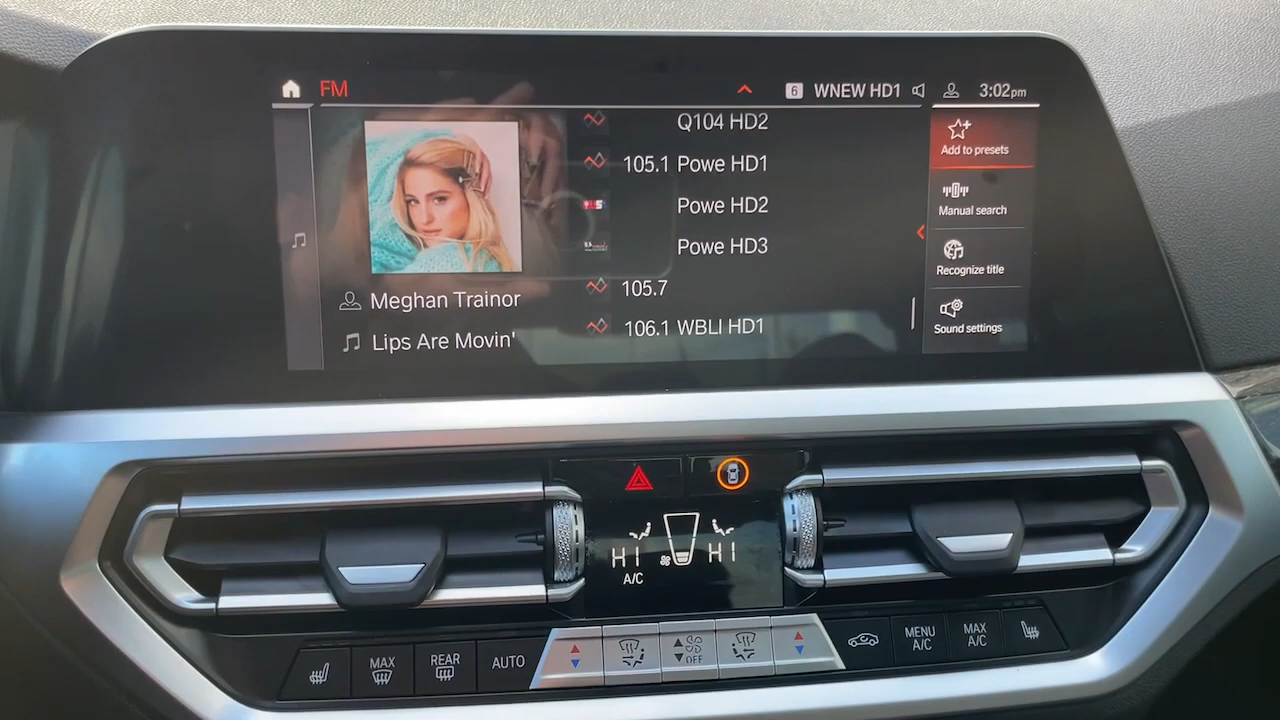 FM
6 WNEW HD1
3:02pm
Q104 HD2
105.1 Powe HD1
Powe HD2
Powe HD3
105.7
106.1 WBLI HD1
Meghan Trainor
Lips Are Movin'
Add to presets
Manual search
Recognize title
Sound settings
HI
HI
A/C
MAX
REAR
AUTO
OFF
MENU
A/C
MAX
A/C